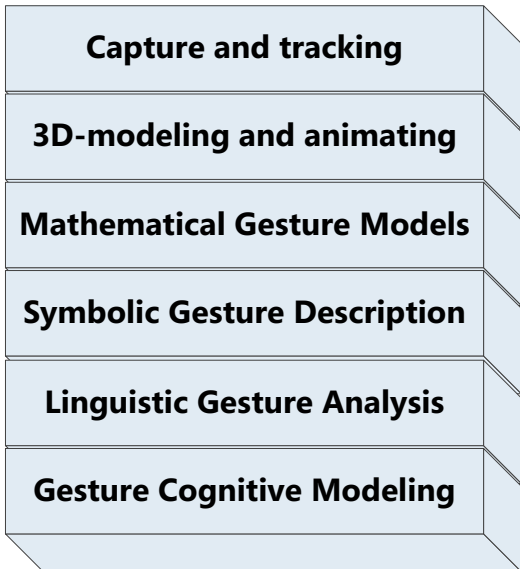 Capture and tracking
3D-modeling and animating
Mathematical Gesture Models
Symbolic Gesture Description
Linguistic Gesture Analysis
Gesture Cognitive Modeling